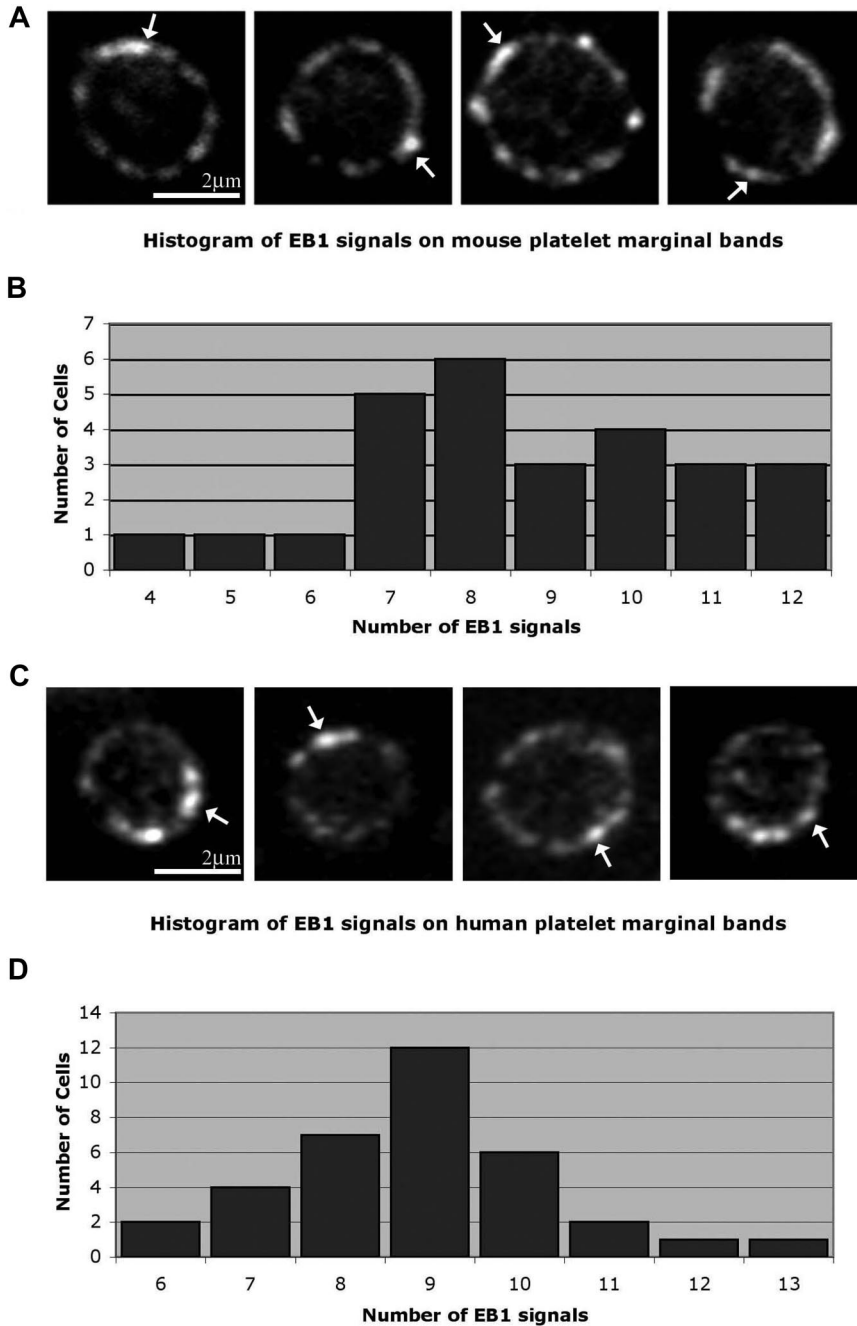 A
2µm
Histogram of EB1 signals on mouse platelet marginal bands
B
7
6
5
4
3
2
1
0
Number of Cells
4 5 6 7 8 9 10 11 12
Number of EB1 signals
C
2µm
Histogram of EB1 signals on human platelet marginal bands
D
14
12
10
8
6
4
2
0
Number of Cells
6 7 8 9 10 11 12 13
Number of EB1 signals